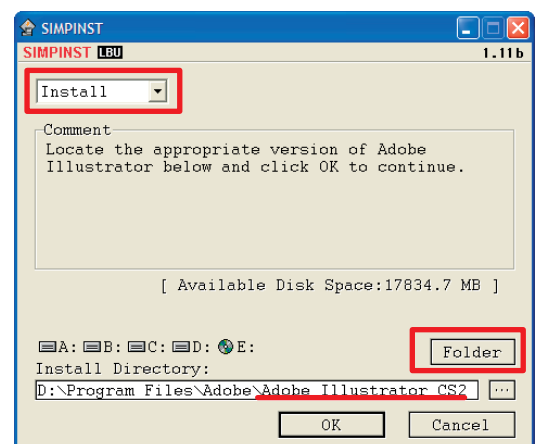 SIMPINST
SIMPINST LBU 1.11b
Install
Comment
Locate the appropriate version of Adobe
Illustrator below and click OK to continue.
[ Available Disk Space:17834.7 MB ]
A: B: C: D: E:
Folder
Install Directory:
D:\Program Files\Adobe\Adobe Illustrator CS2 ...
OK Cancel